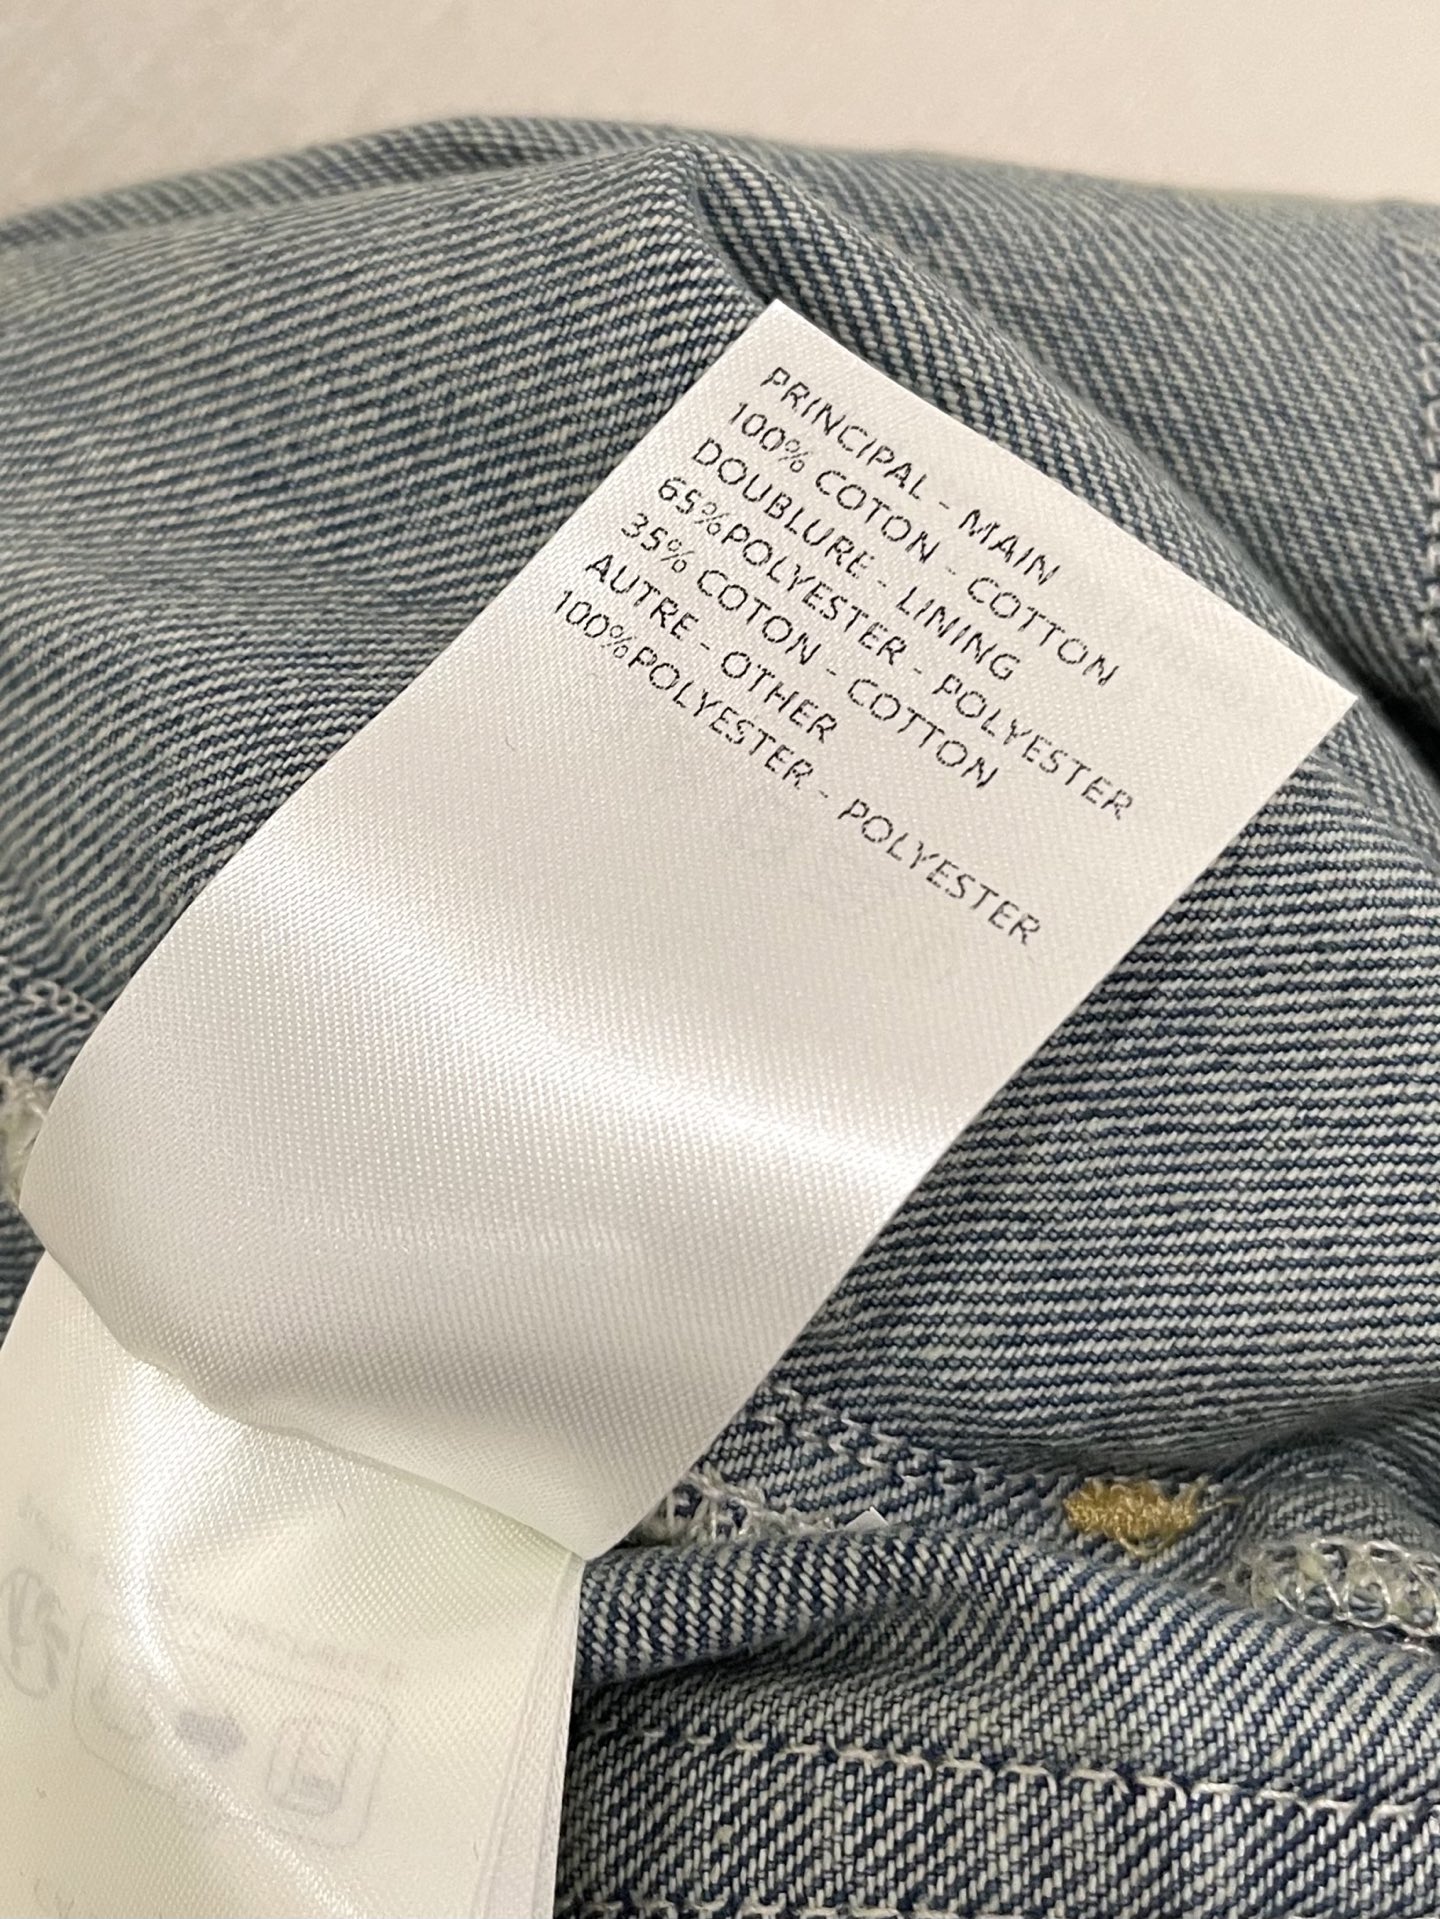 PRINCIPAL - MAIN
100% COTON - COTTON
DOUBLURE - LINING
65%POLYESTER - POLYESTER
35% COTON - COTTON
AUTRE - OTHER
100%POLYESTER - POLYESTER